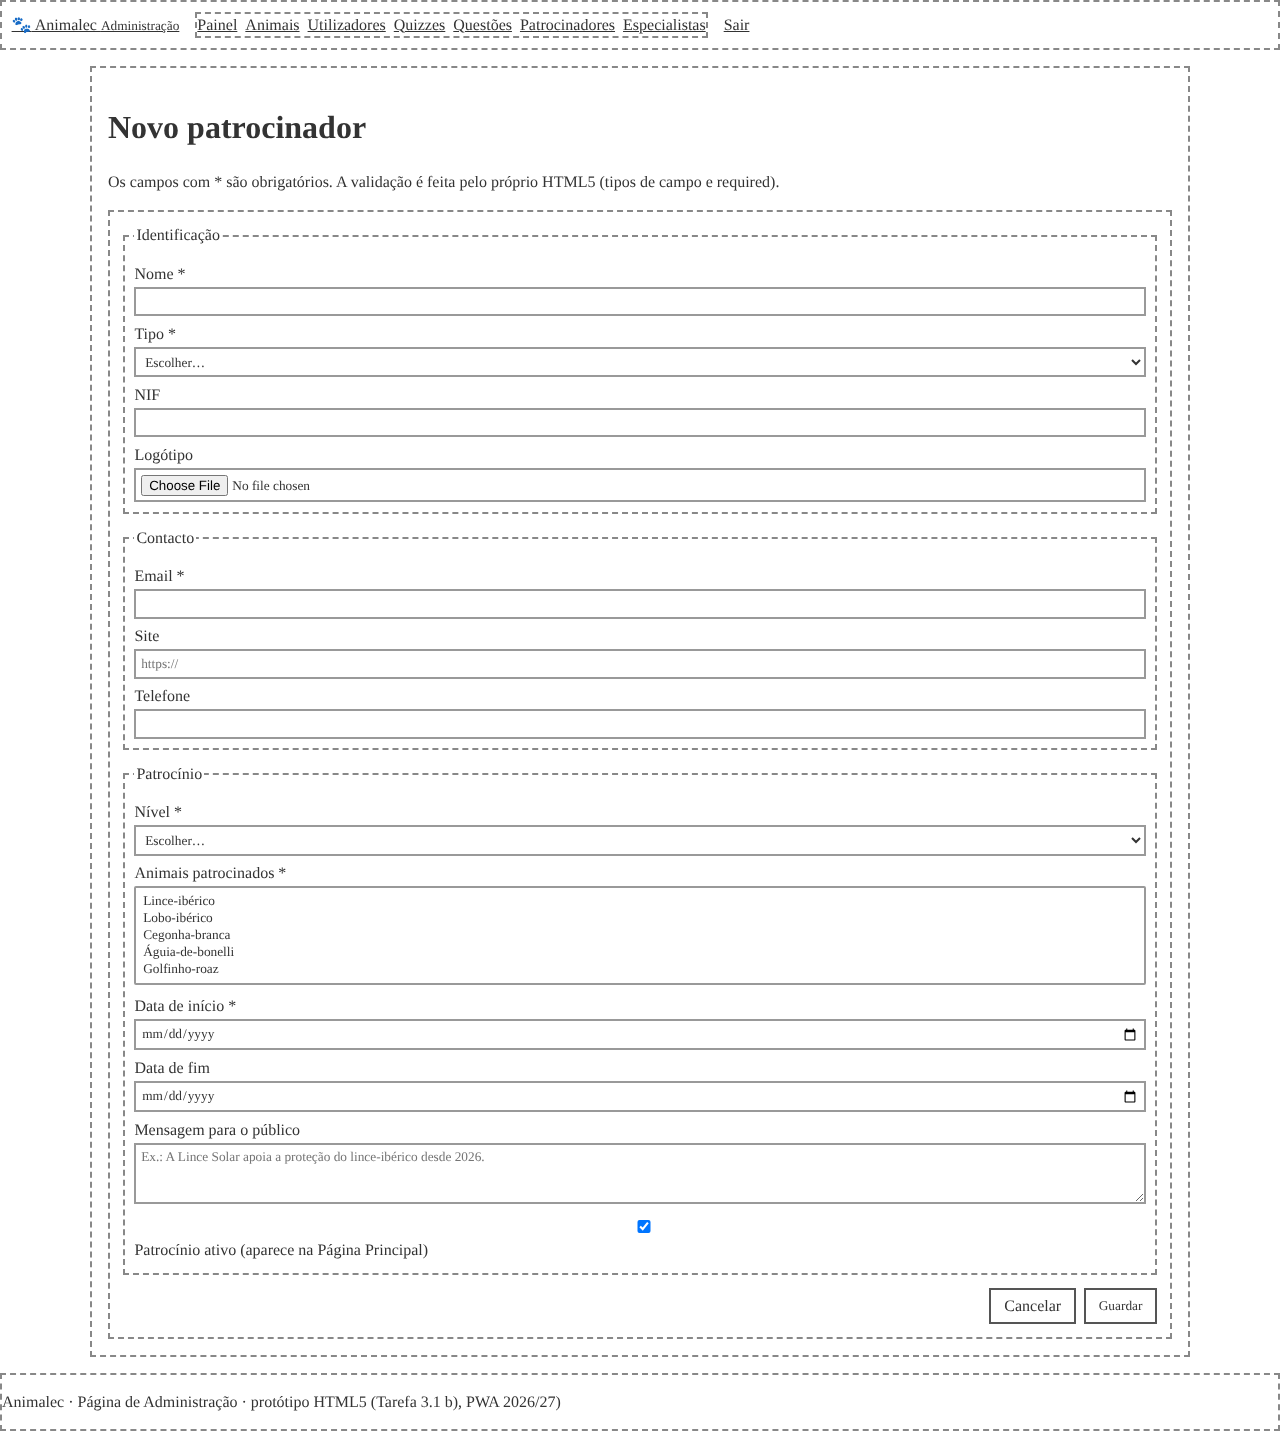 🐾 Animalec Administração Painel Animais Utilizadores Quizzes Questões Patrocinadores Especialistas Sair
Novo patrocinador
Os campos com * são obrigatórios. A validação é feita pelo próprio HTML5 (tipos de campo e required).
Identificação
Nome *
Tipo *
Escolher…
NIF
Logótipo
Choose File No file chosen
Contacto
Email *
Site
https://
Telefone
Patrocínio
Nível *
Escolher…
Animais patrocinados *
Lince-ibérico
Lobo-ibérico
Cegonha-branca
Águia-de-bonelli
Golfinho-roaz
Data de início *
mm/dd/yyyy
Data de fim
mm/dd/yyyy
Mensagem para o público
Ex.: A Lince Solar apoia a proteção do lince-ibérico desde 2026.
Patrocínio ativo (aparece na Página Principal)
Cancelar Guardar
Animalec · Página de Administração · protótipo HTML5 (Tarefa 3.1 b), PWA 2026/27)